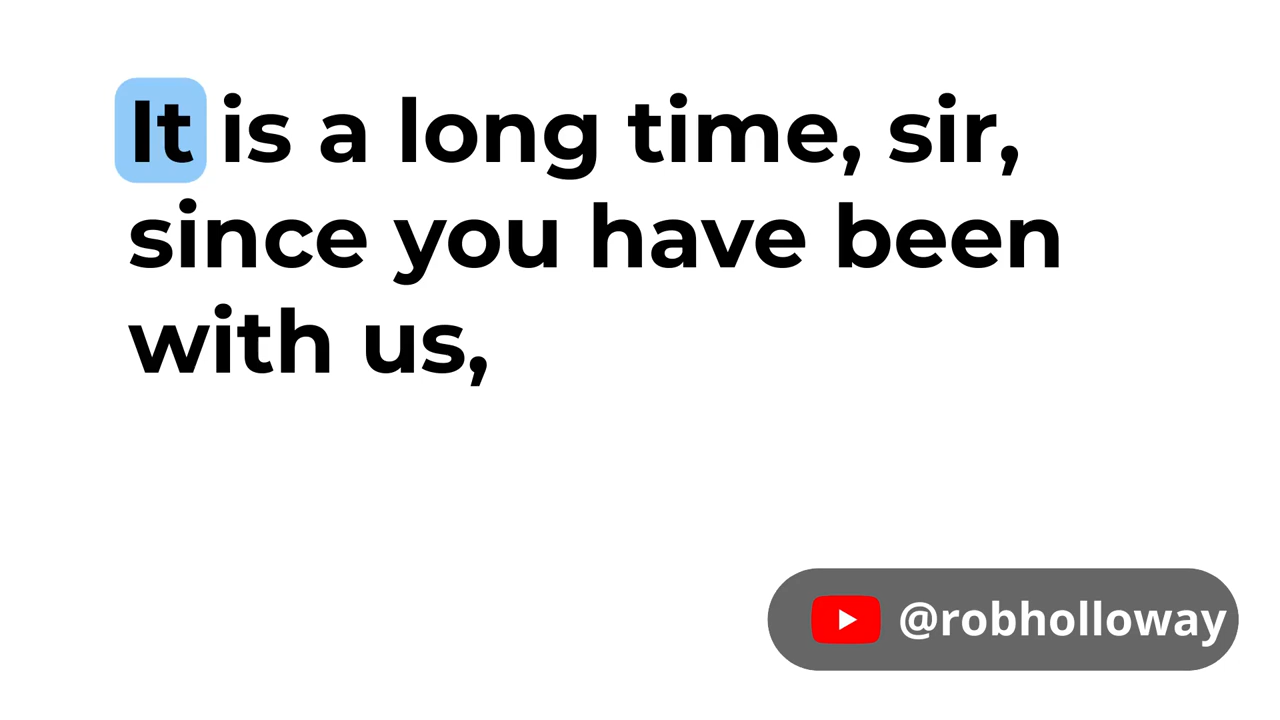 It is a long time, sir,
since you have been
with us,
@robholloway